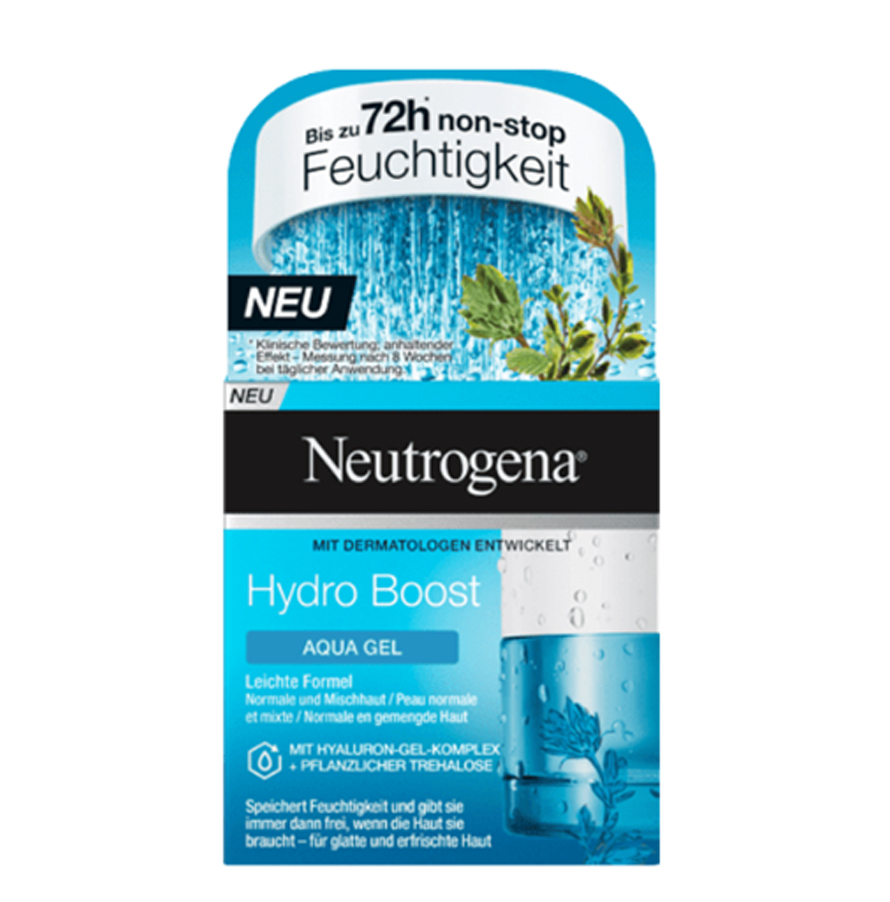 Bis zu 72h* non-stop
Feuchtigkeit
NEU
* Klinische Bewertung; anhaltender
Effekt – Messung nach 8 Wochen
bei täglicher Anwendung.
NEU
Neutrogena®
MIT DERMATOLOGEN ENTWICKELT
Hydro Boost
AQUA GEL
Leichte Formel
Normale und Mischhaut / Peau normale
et mixte / Normale en gemengde Haut
MIT HYALURON-GEL-KOMPLEX
+ PFLANZLICHER TREHALOSE
Speichert Feuchtigkeit und gibt sie
immer dann frei, wenn die Haut sie
braucht – für glatte und erfrischte Haut